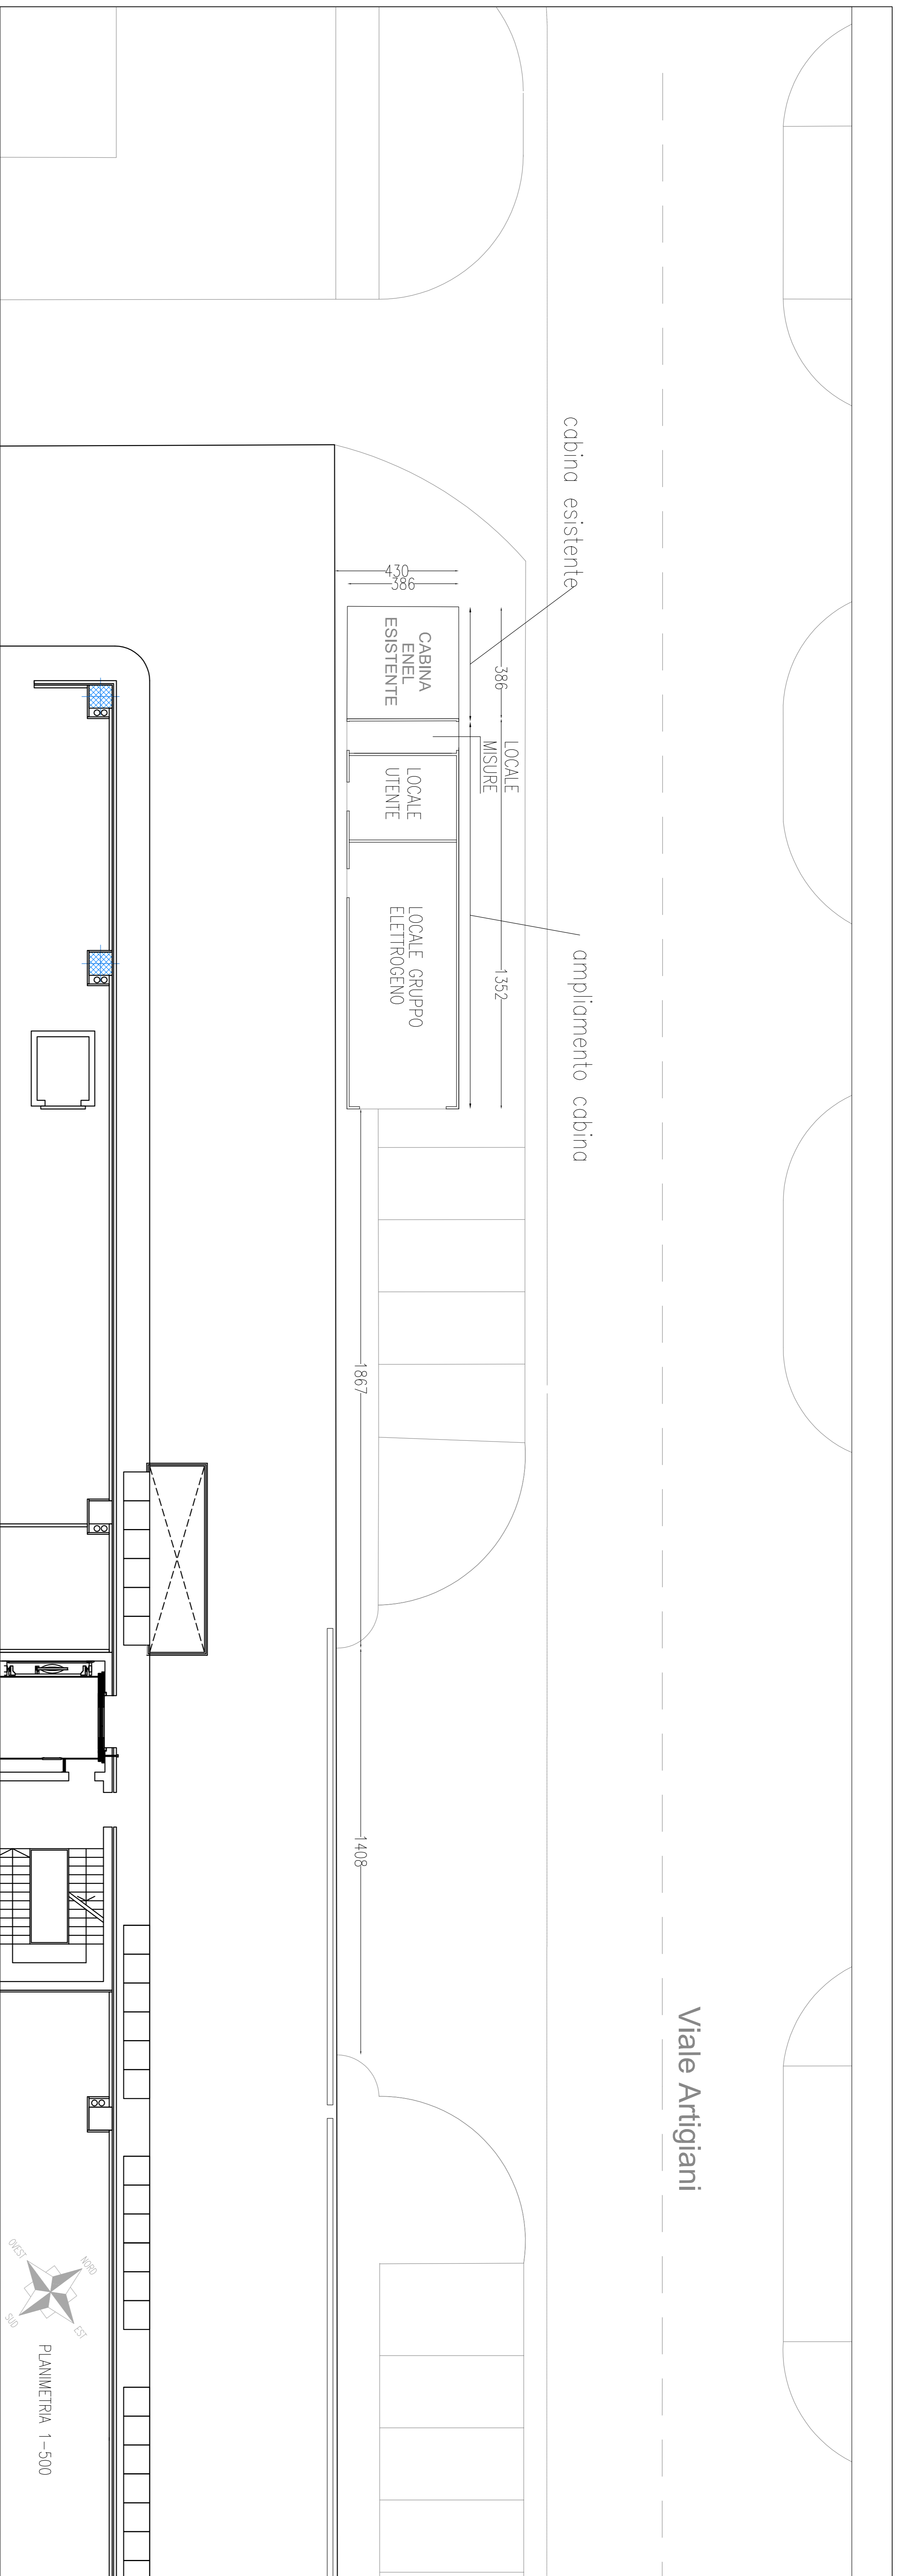 cabina esistente
430
386
CABINA
ENEL
ESISTENTE
386
LOCALE
MISURE
LOCALE
UTENTE
LOCALE GRUPPO
ELETTROGENO
1352
ampliamento cabina
1867
1408
Viale Artigiani
NORD
EST
SUD
OVEST
PLANIMETRIA 1-500